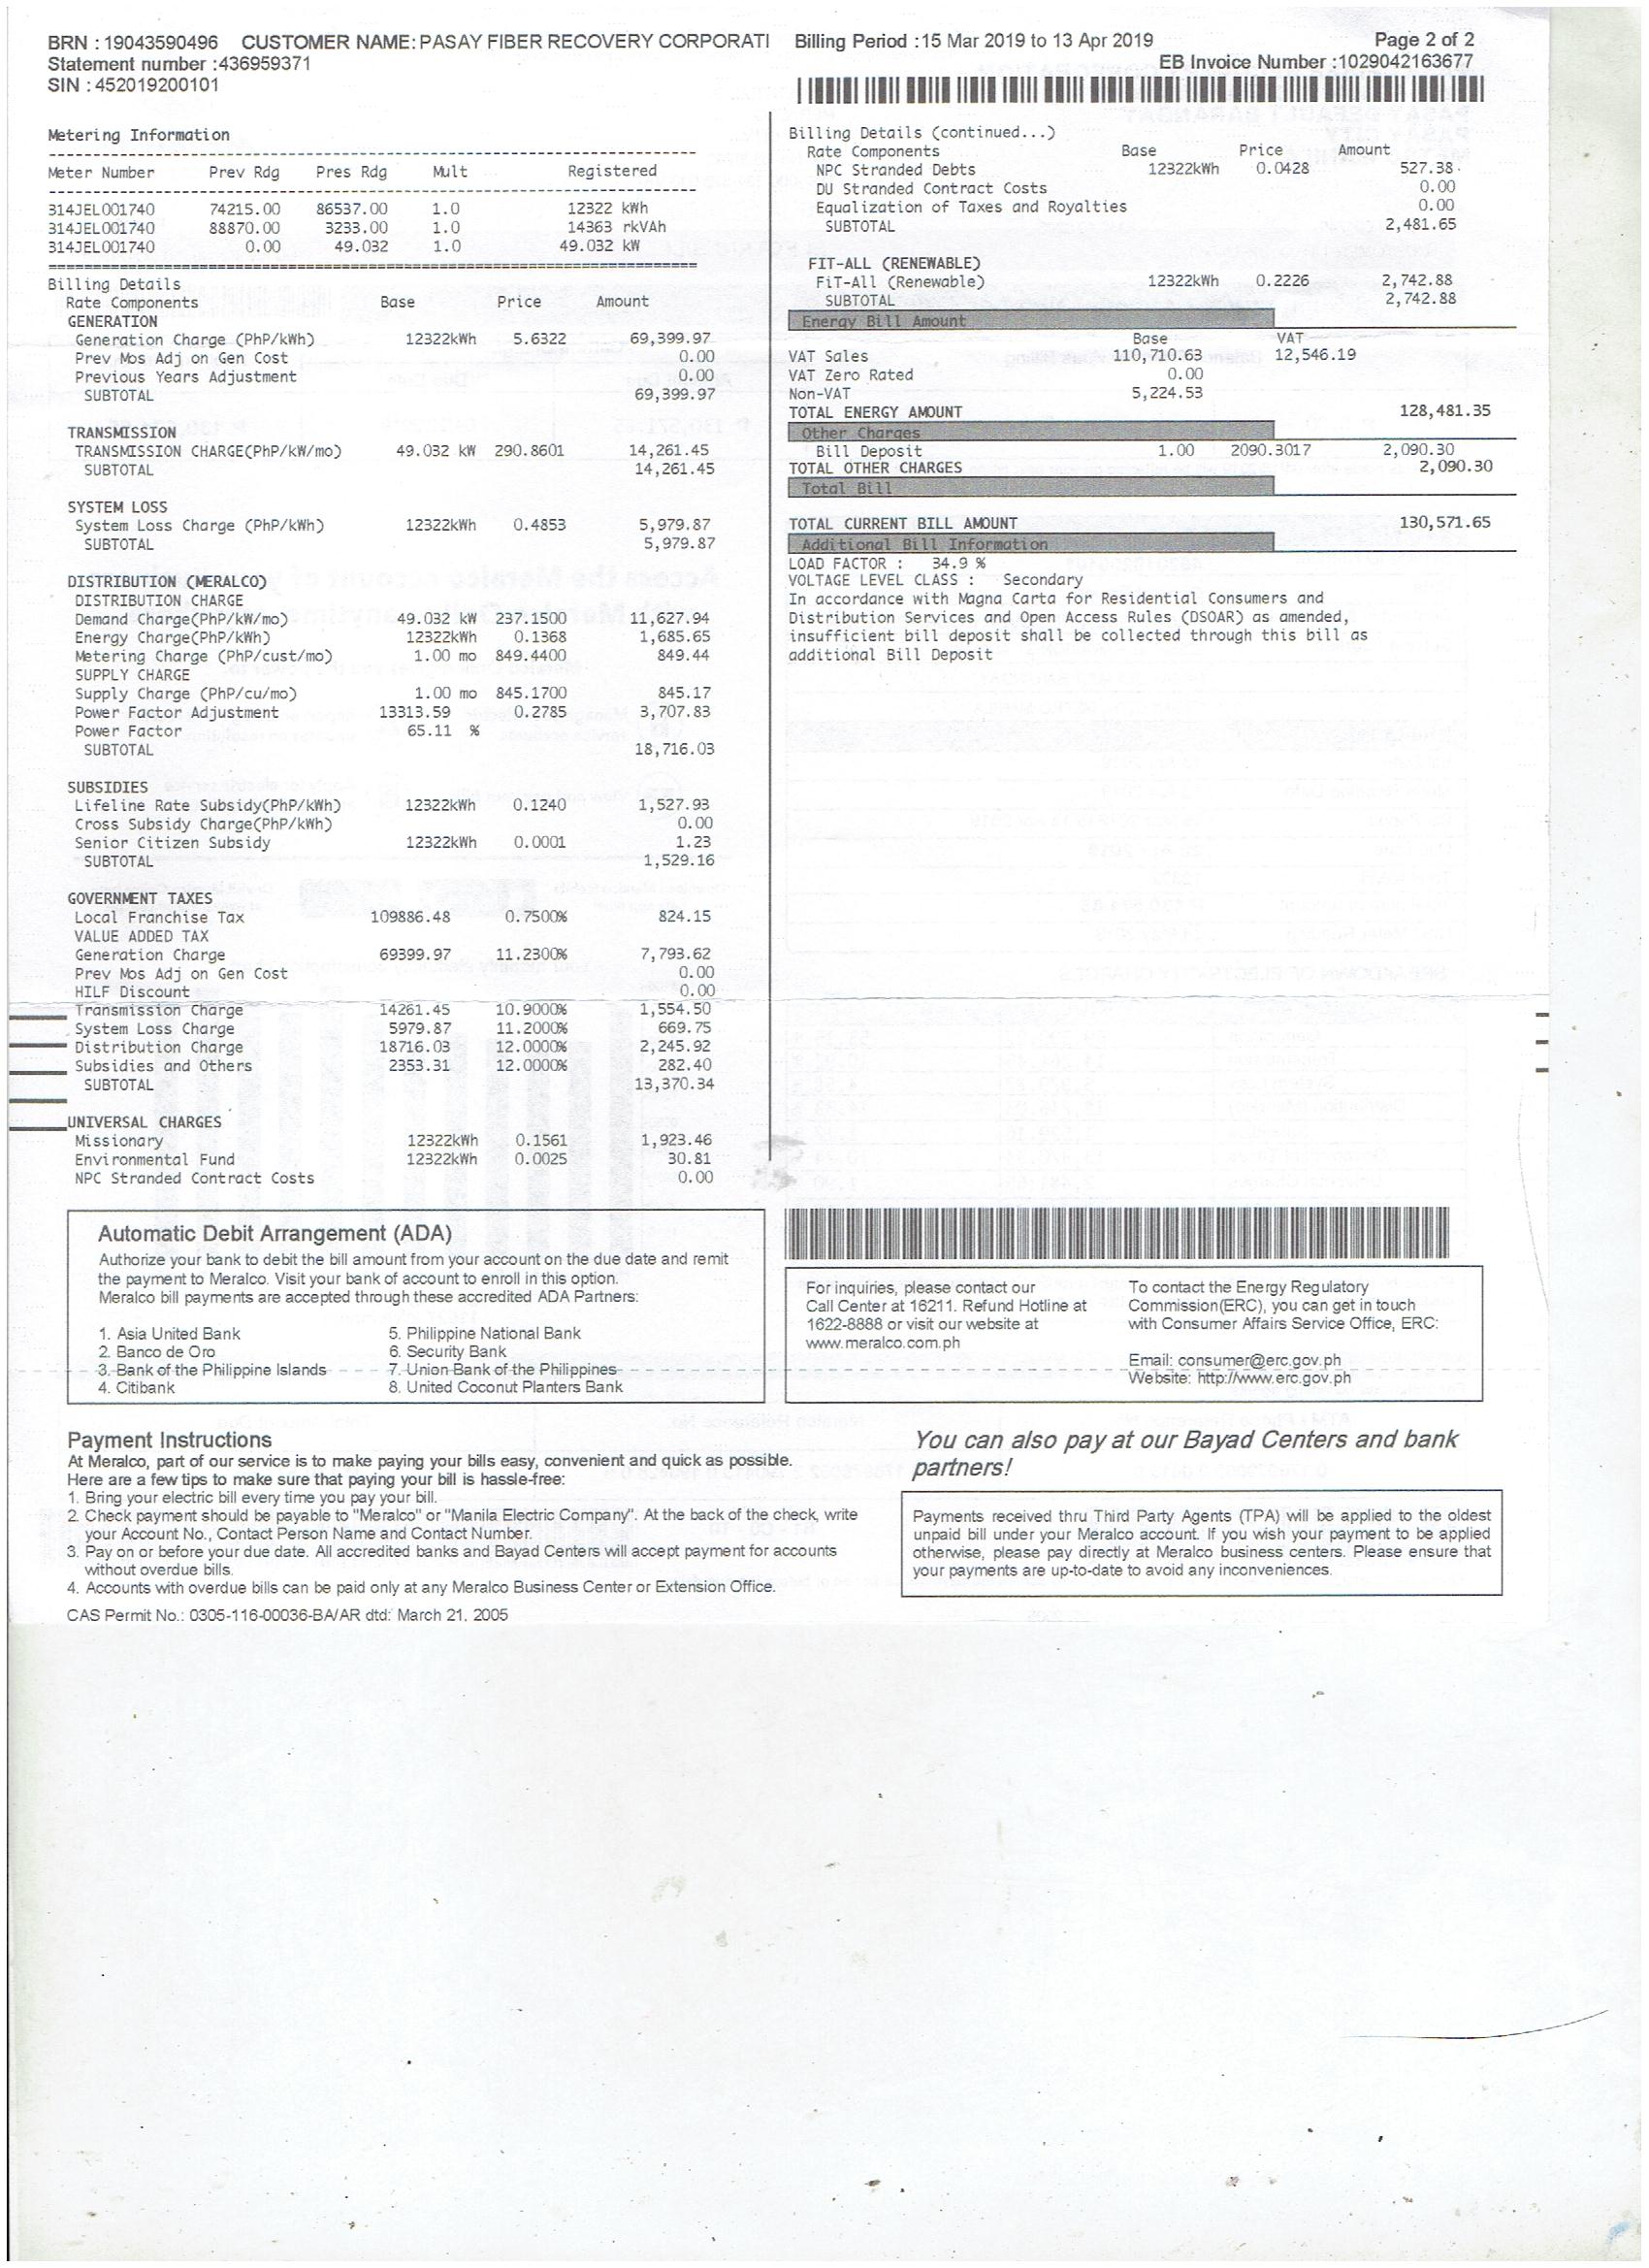 BRN : 19043590496 CUSTOMER NAME: PASAY FIBER RECOVERY CORPORATI Billing Period :15 Mar 2019 to 13 Apr 2019 Page 2 of 2
Statement number :436959371 EB Invoice Number :1029042163677
SIN : 452019200101
Metering Information
Meter Number Prev Rdg Pres Rdg Mult Registered
314JEL001740 74215.00 86537.00 1.0 12322 kWh
314JEL001740 88870.00 3233.00 1.0 14363 rkVAh
314JEL001740 0.00 49.032 1.0 49.032 kW
Billing Details
Rate Components Base Price Amount
GENERATION
Generation Charge (PhP/kWh) 12322kWh 5.6322 69,399.97
Prev Mos Adj on Gen Cost 0.00
Previous Years Adjustment 0.00
SUBTOTAL 69,399.97
TRANSMISSION
TRANSMISSION CHARGE(PhP/kW/mo) 49.032 kW 290.8601 14,261.45
SUBTOTAL 14,261.45
SYSTEM LOSS
System Loss Charge (PhP/kWh) 12322kWh 0.4853 5,979.87
SUBTOTAL 5,979.87
DISTRIBUTION (MERALCO)
DISTRIBUTION CHARGE
Demand Charge(PhP/kW/mo) 49.032 kW 237.1500 11,627.94
Energy Charge(PhP/kWh) 12322kWh 0.1368 1,685.65
Metering Charge (PhP/cust/mo) 1.00 mo 849.4400 849.44
SUPPLY CHARGE
Supply Charge (PhP/cu/mo) 1.00 mo 845.1700 845.17
Power Factor Adjustment 13313.59 0.2785 3,707.83
Power Factor 65.11 %
SUBTOTAL 18,716.03
SUBSIDIES
Lifeline Rate Subsidy(PhP/kWh) 12322kWh 0.1240 1,527.93
Cross Subsidy Charge(PhP/kWh) 0.00
Senior Citizen Subsidy 12322kWh 0.0001 1.23
SUBTOTAL 1,529.16
GOVERNMENT TAXES
Local Franchise Tax 109886.48 0.7500% 824.15
VALUE ADDED TAX
Generation Charge 69399.97 11.2300% 7,793.62
Prev Mos Adj on Gen Cost 0.00
HILF Discount 0.00
Transmission Charge 14261.45 10.9000% 1,554.50
System Loss Charge 5979.87 11.2000% 669.75
Distribution Charge 18716.03 12.0000% 2,245.92
Subsidies and Others 2353.31 12.0000% 282.40
SUBTOTAL 13,370.34
UNIVERSAL CHARGES
Missionary 12322kWh 0.1561 1,923.46
Environmental Fund 12322kWh 0.0025 30.81
NPC Stranded Contract Costs 0.00
Billing Details (continued...)
Rate Components Base Price Amount
NPC Stranded Debts 12322kWh 0.0428 527.38
DU Stranded Contract Costs 0.00
Equalization of Taxes and Royalties 0.00
SUBTOTAL 2,481.65
FIT-ALL (RENEWABLE)
FiT-All (Renewable) 12322kWh 0.2226 2,742.88
SUBTOTAL 2,742.88
Energy Bill Amount
Base VAT
VAT Sales 110,710.63 12,546.19
VAT Zero Rated 0.00
Non-VAT 5,224.53
TOTAL ENERGY AMOUNT 128,481.35
Other Charges
Bill Deposit 1.00 2090.3017 2,090.30
TOTAL OTHER CHARGES 2,090.30
Total Bill
TOTAL CURRENT BILL AMOUNT 130,571.65
Additional Bill Information
LOAD FACTOR : 34.9 %
VOLTAGE LEVEL CLASS : Secondary
In accordance with Magna Carta for Residential Consumers and
Distribution Services and Open Access Rules (DSOAR) as amended,
insufficient bill deposit shall be collected through this bill as
additional Bill Deposit
Automatic Debit Arrangement (ADA)
Authorize your bank to debit the bill amount from your account on the due date and remit
the payment to Meralco. Visit your bank of account to enroll in this option.
Meralco bill payments are accepted through these accredited ADA Partners:
1. Asia United Bank 5. Philippine National Bank
2. Banco de Oro 6. Security Bank
3. Bank of the Philippine Islands 7. Union Bank of the Philippines
4. Citibank 8. United Coconut Planters Bank
For inquiries, please contact our
Call Center at 16211. Refund Hotline at
1622-8888 or visit our website at
www.meralco.com.ph
To contact the Energy Regulatory
Commission(ERC), you can get in touch
with Consumer Affairs Service Office, ERC:
Email: consumer@erc.gov.ph
Website: http://www.erc.gov.ph
Payment Instructions
At Meralco, part of our service is to make paying your bills easy, convenient and quick as possible.
Here are a few tips to make sure that paying your bill is hassle-free:
1. Bring your electric bill every time you pay your bill.
2. Check payment should be payable to "Meralco" or "Manila Electric Company". At the back of the check, write
your Account No., Contact Person Name and Contact Number.
3. Pay on or before your due date. All accredited banks and Bayad Centers will accept payment for accounts
without overdue bills.
4. Accounts with overdue bills can be paid only at any Meralco Business Center or Extension Office.
CAS Permit No.: 0305-116-00036-BA/AR dtd: March 21, 2005
You can also pay at our Bayad Centers and bank
partners!
Payments received thru Third Party Agents (TPA) will be applied to the oldest
unpaid bill under your Meralco account. If you wish your payment to be applied
otherwise, please pay directly at Meralco business centers. Please ensure that
your payments are up-to-date to avoid any inconveniences.